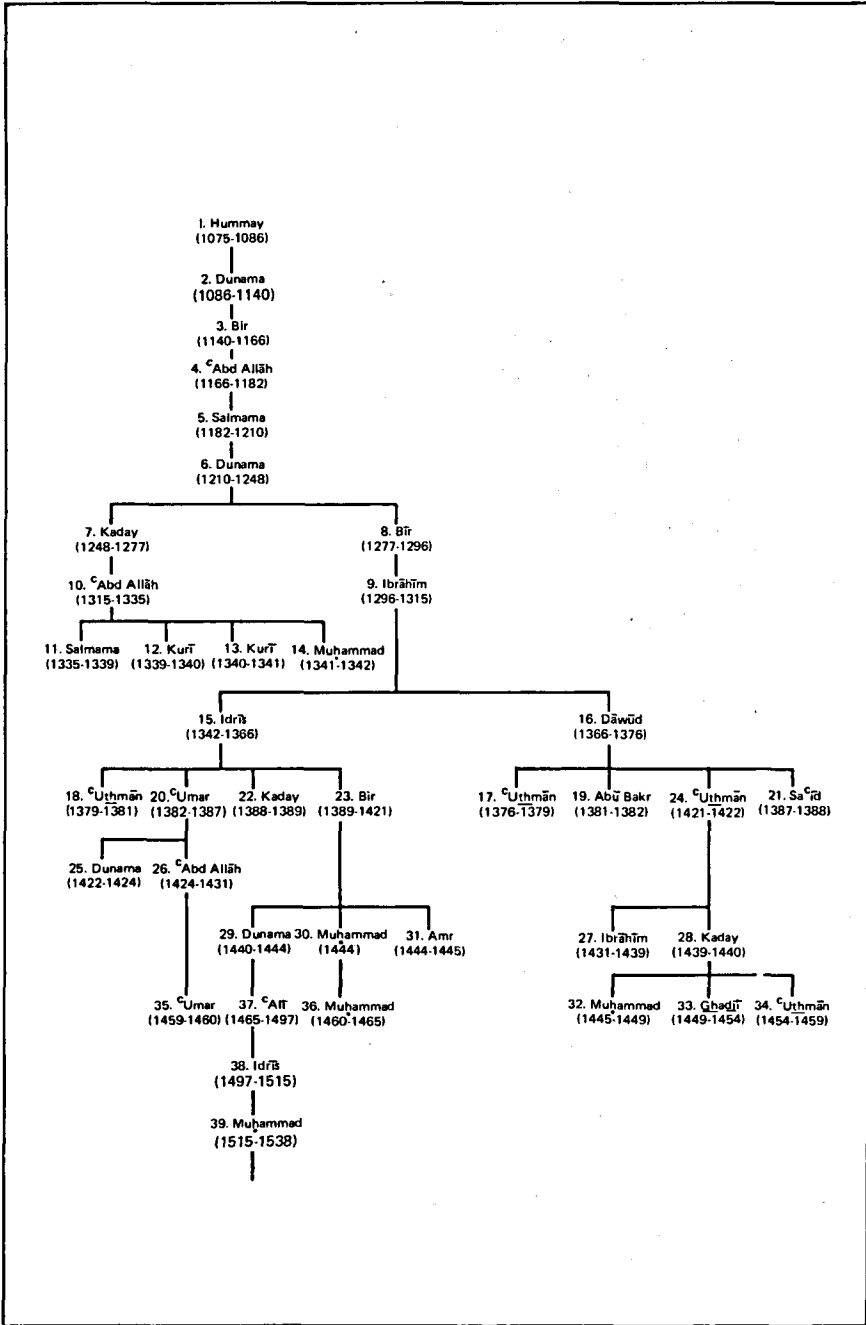 1. Hummay
(1075-1086)
2. Dunama
(1086-1140)
3. Bir
(1140-1166)
4. ᶜAbd Allāh
(1166-1182)
5. Salmama
(1182-1210)
6. Dunama
(1210-1248)
7. Kaday
(1248-1277)
8. Bīr
(1277-1296)
10. ᶜAbd Allāh
(1315-1335)
9. Ibrāhīm
(1296-1315)
11. Salmama
(1335-1339)
12. Kurī
(1339-1340)
13. Kurī
(1340-1341)
14. Muḥammad
(1341-1342)
15. Idrīs
(1342-1366)
16. Dāwūd
(1366-1376)
18. ᶜUthmān
(1379-1381)
20. ᶜUmar
(1382-1387)
22. Kaday
(1388-1389)
23. Bir
(1389-1421)
17. ᶜUthmān
(1376-1379)
19. Abū Bakr
(1381-1382)
24. ᶜUthmān
(1421-1422)
21. Saᶜīd
(1387-1388)
25. Dunama
(1422-1424)
26. ᶜAbd Allāh
(1424-1431)
29. Dunama
(1440-1444)
30. Muḥammad
(1444)
31. Amr
(1444-1445)
27. Ibrāhīm
(1431-1439)
28. Kaday
(1439-1440)
35. ᶜUmar
(1459-1460)
37. ᶜAlī
(1465-1497)
36. Muḥammad
(1460-1465)
32. Muḥammad
(1445-1449)
33. Ghadjī
(1449-1454)
34. ᶜUthmān
(1454-1459)
38. Idrīs
(1497-1515)
39. Muḥammad
(1515-1538)